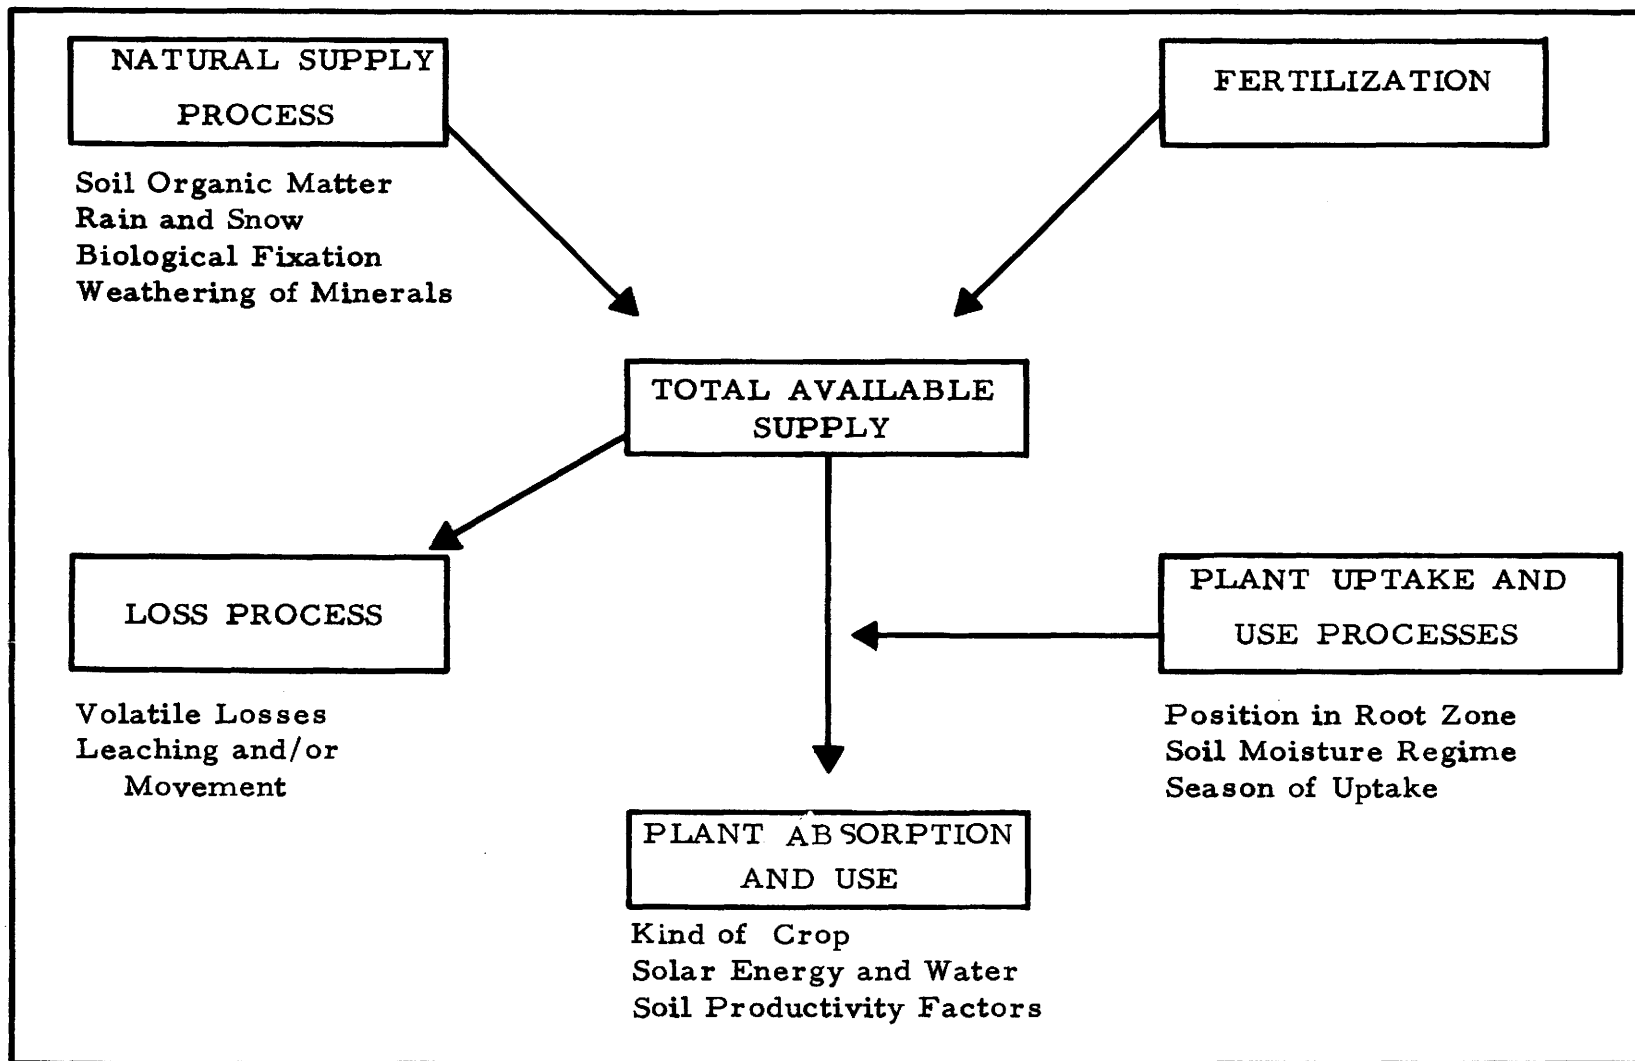 NATURAL SUPPLY
PROCESS
Soil Organic Matter
Rain and Snow
Biological Fixation
Weathering of Minerals
FERTILIZATION
TOTAL AVAILABLE
SUPPLY
LOSS PROCESS
Volatile Losses
Leaching and/or
Movement
PLANT UPTAKE AND
USE PROCESSES
Position in Root Zone
Soil Moisture Regime
Season of Uptake
PLANT ABSORPTION
AND USE
Kind of Crop
Solar Energy and Water
Soil Productivity Factors